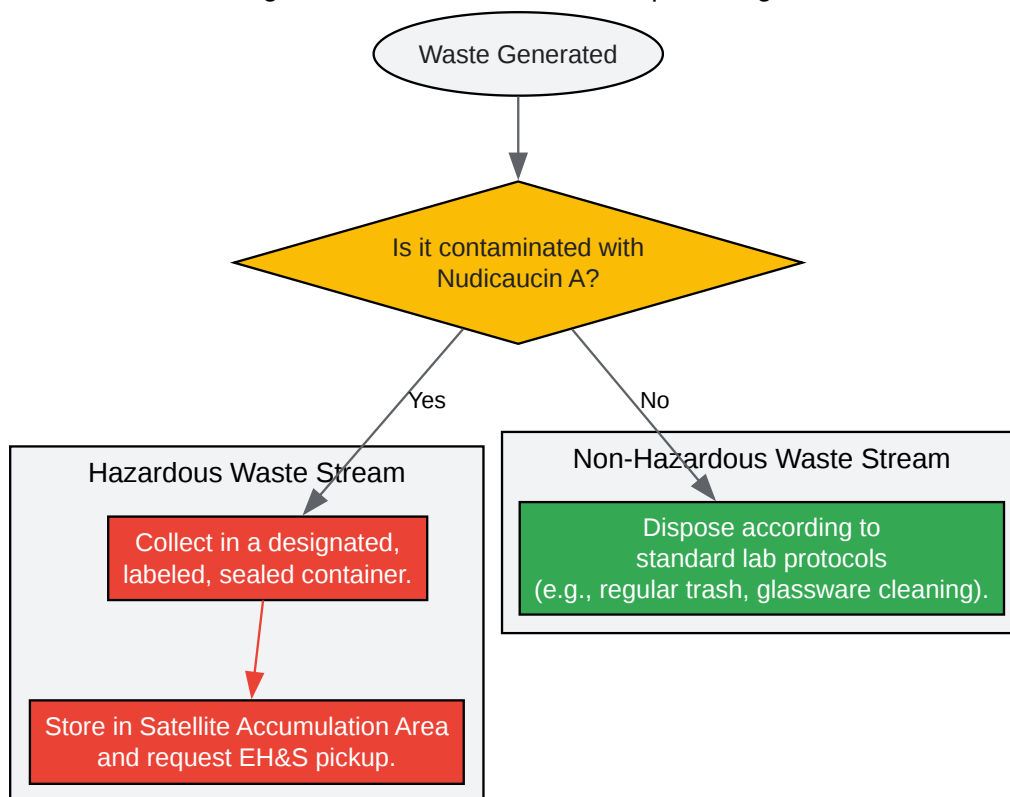 Waste Generated
Is it contaminated with
Nudicaucin A?
Yes
No
Hazardous Waste Stream
Non-Hazardous Waste Stream
Collect in a designated,
labeled, sealed container.
Dispose according to
standard lab protocols
(e.g., regular trash, glassware cleaning).
Store in Satellite Accumulation Area
and request EH&S pickup.